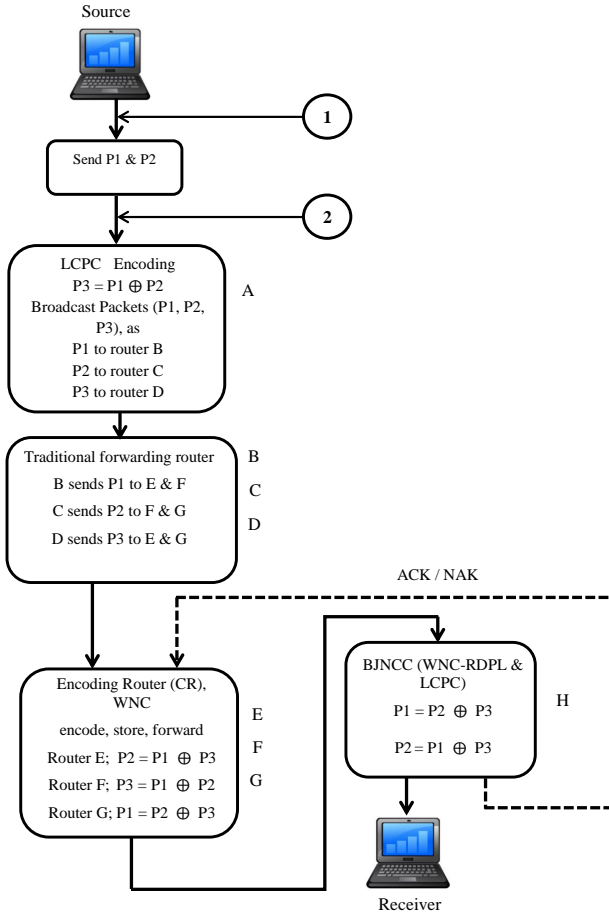 Source
1
Send P1 & P2
2
LCPC Encoding
P3 = P1 ⊕ P2
Broadcast Packets (P1, P2,
P3), as
P1 to router B
P2 to router C
P3 to router D
A
Traditional forwarding router
B sends P1 to E & F
C sends P2 to F & G
D sends P3 to E & G
B
C
D
ACK / NAK
Encoding Router (CR),
WNC
encode, store, forward
Router E; P2 = P1 ⊕ P3
Router F; P3 = P1 ⊕ P2
Router G; P1 = P2 ⊕ P3
E
F
G
BJNCC (WNC-RDPL &
LCPC)
P1 = P2 ⊕ P3
P2 = P1 ⊕ P3
H
Receiver